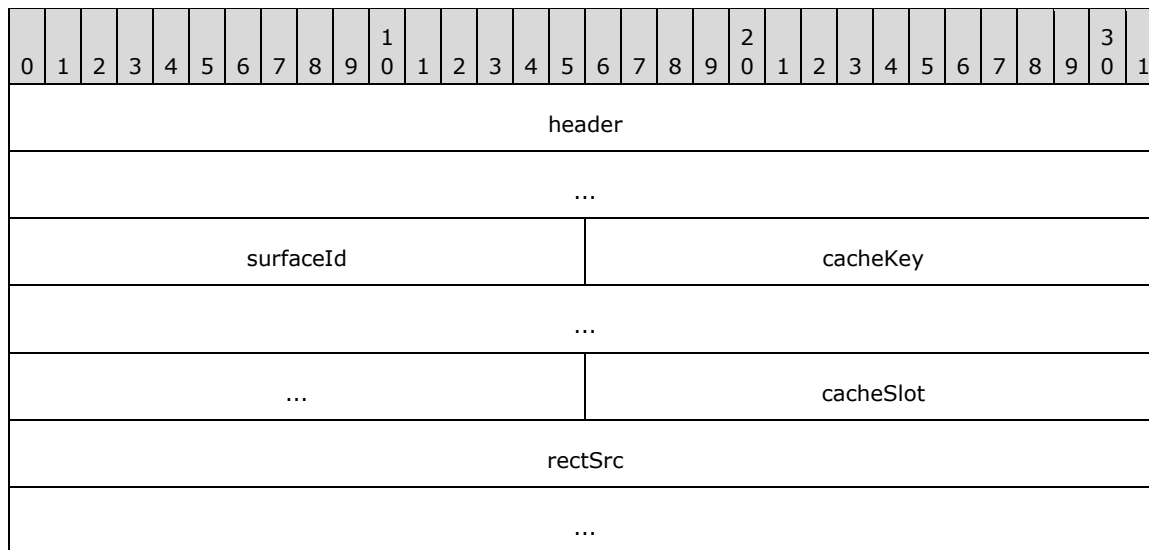 1 2 3
0 1 2 3 4 5 6 7 8 9 0 1 2 3 4 5 6 7 8 9 0 1 2 3 4 5 6 7 8 9 0 1
header
...
surfaceId cacheKey
...
... cacheSlot
rectSrc
...